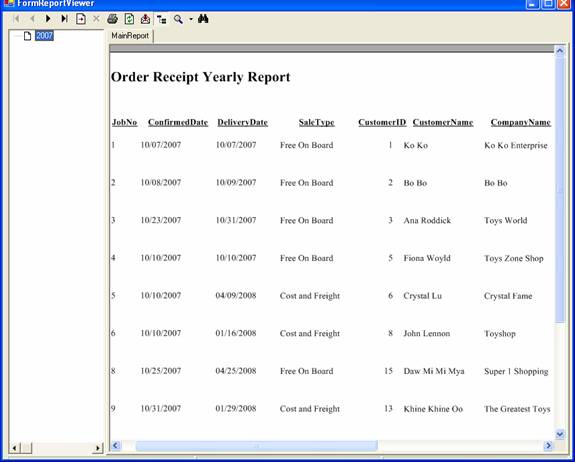 FormReportViewer
2007
MainReport
Order Receipt Yearly Report
JobNo ConfirmedDate DeliveryDate SaleType CustomerID CustomerName CompanyName
1 10/07/2007 10/07/2007 Free On Board 1 Ko Ko Ko Ko Enterprise
2 10/08/2007 10/09/2007 Free On Board 2 Bo Bo Bo Bo
3 10/23/2007 10/31/2007 Free On Board 3 Ana Roddick Toys World
4 10/10/2007 10/10/2007 Free On Board 5 Fiona Woyld Toys Zone Shop
5 10/10/2007 04/09/2008 Cost and Freight 6 Crystal Lu Crystal Fame
6 10/10/2007 01/16/2008 Cost and Freight 8 John Lennon Toyshop
8 10/25/2007 04/25/2008 Free On Board 15 Daw Mi Mi Mya Super 1 Shopping
9 10/31/2007 01/29/2008 Cost and Freight 13 Khine Khine Oo The Greatest Toys